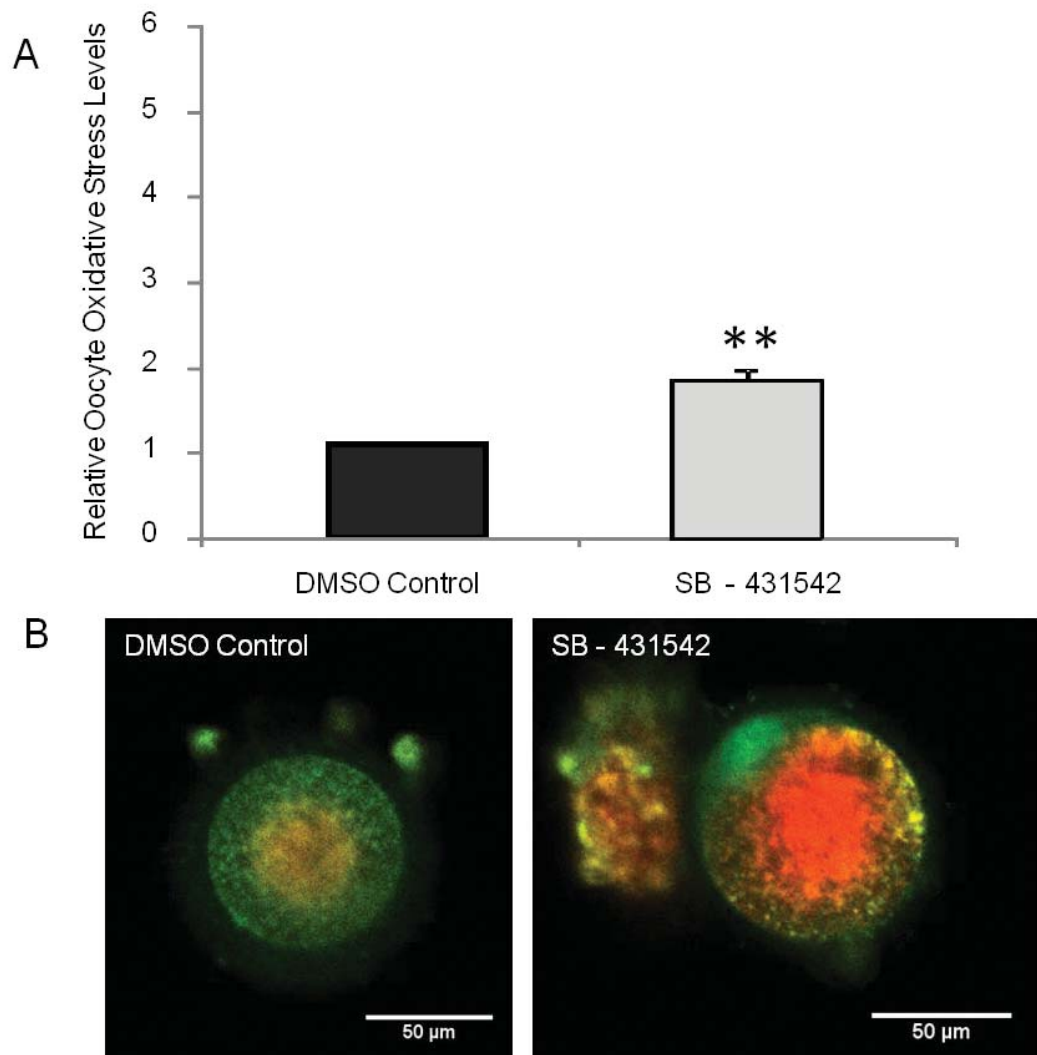 A
Relative Oocyte Oxidative Stress Levels
6
5
4
3
2
1
0
**
DMSO Control
SB - 431542
B
DMSO Control
SB - 431542
50 µm
50 µm